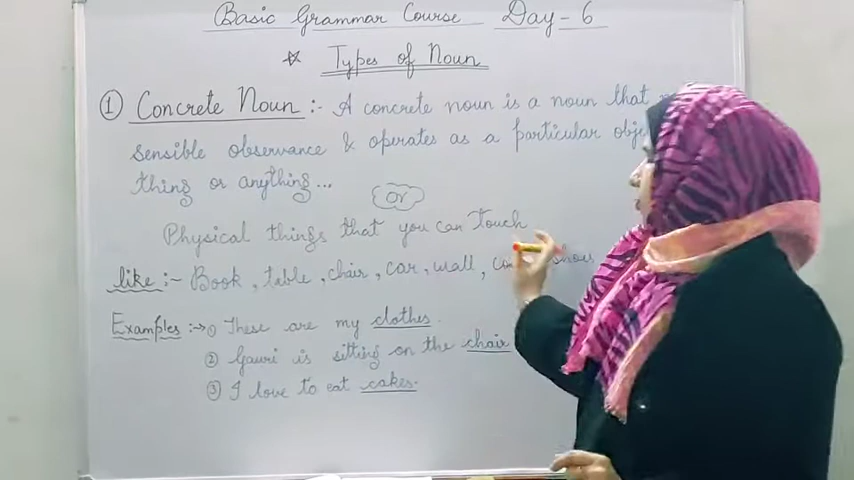 Basic Grammar Course Day - 6
☆ Types of Noun
① Concrete Noun :- A concrete noun is a noun that
sensible observance & operates as a particular obje
thing or anything...
or
Physical things that you can touch
like :- Book, table, chair, car, wall,
Examples :→ ① These are my clothes.
② Gauri is sitting on the chair
③ I love to eat cakes.